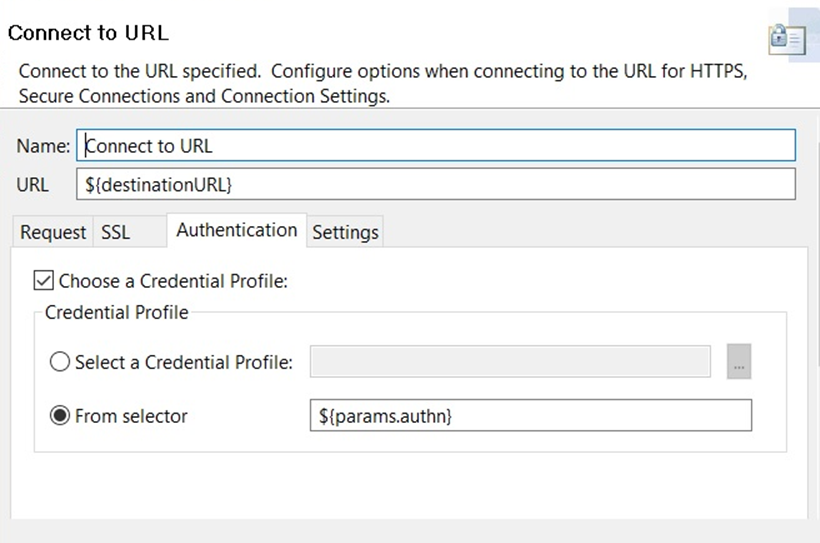 Connect to URL
Connect to the URL specified.  Configure options when connecting to the URL for HTTPS,
Secure Connections and Connection Settings.
Name: Connect to URL
URL ${destinationURL}
Request SSL Authentication Settings
Choose a Credential Profile:
Credential Profile
Select a Credential Profile: ...
From selector ${params.authn}